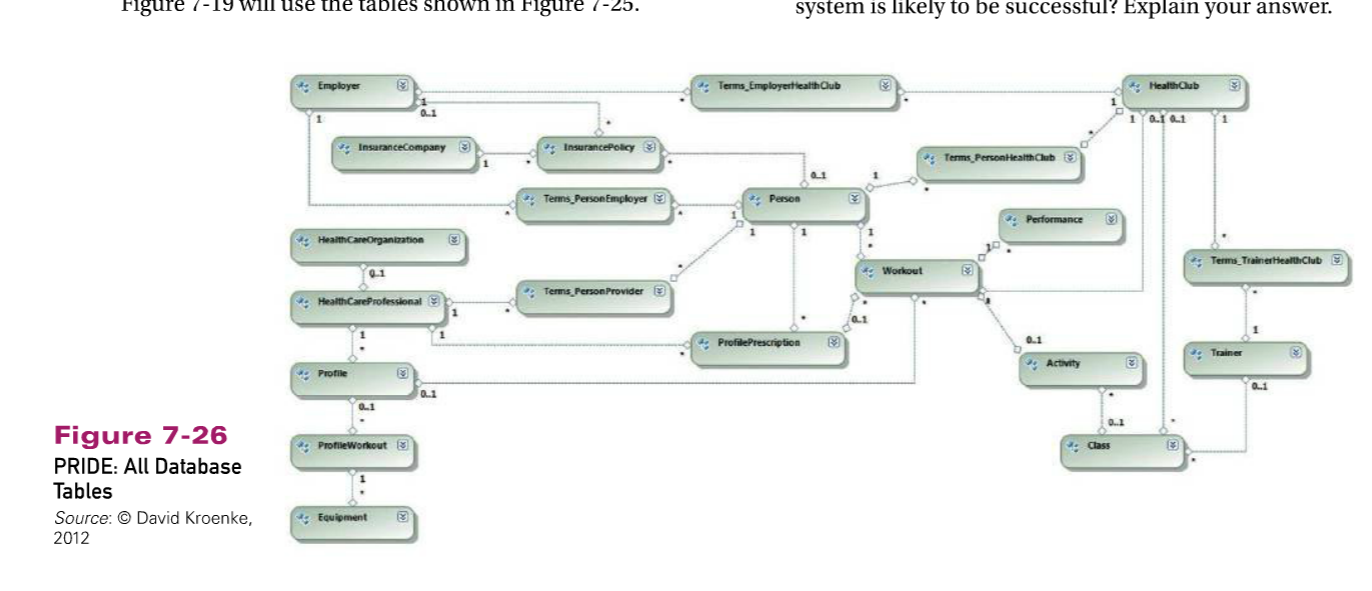 Figure 7-19 will use the tables shown in Figure 7-25.
system is likely to be successful? Explain your answer.
Employer
Terms_EmployerHealthClub
HealthClub
1
0..1
*
*
1
1
*
1
0..1
0..1
1
*
InsuranceCompany
InsurancePolicy
1
*
*
Terms_PersonHealthClub
0..1
1
*
Terms_PersonEmployer
Person
*
*
1
1
1
1
Performance
HealthCareOrganization
*
1
*
*
0..1
*
Workout
Terms_TrainerHealthClub
HealthCareProfessional
Terms_PersonProvider
1
*
*
*
*
*
1
1
*
0..1
1
*
*
ProfilePrescription
0..1
Trainer
Profile
Activity
0..1
0..1
0..1
*
*
0..1
*
ProfileWorkout
Class
*
1
*
Equipment
Figure 7-26
PRIDE: All Database
Tables
Source: © David Kroenke,
2012